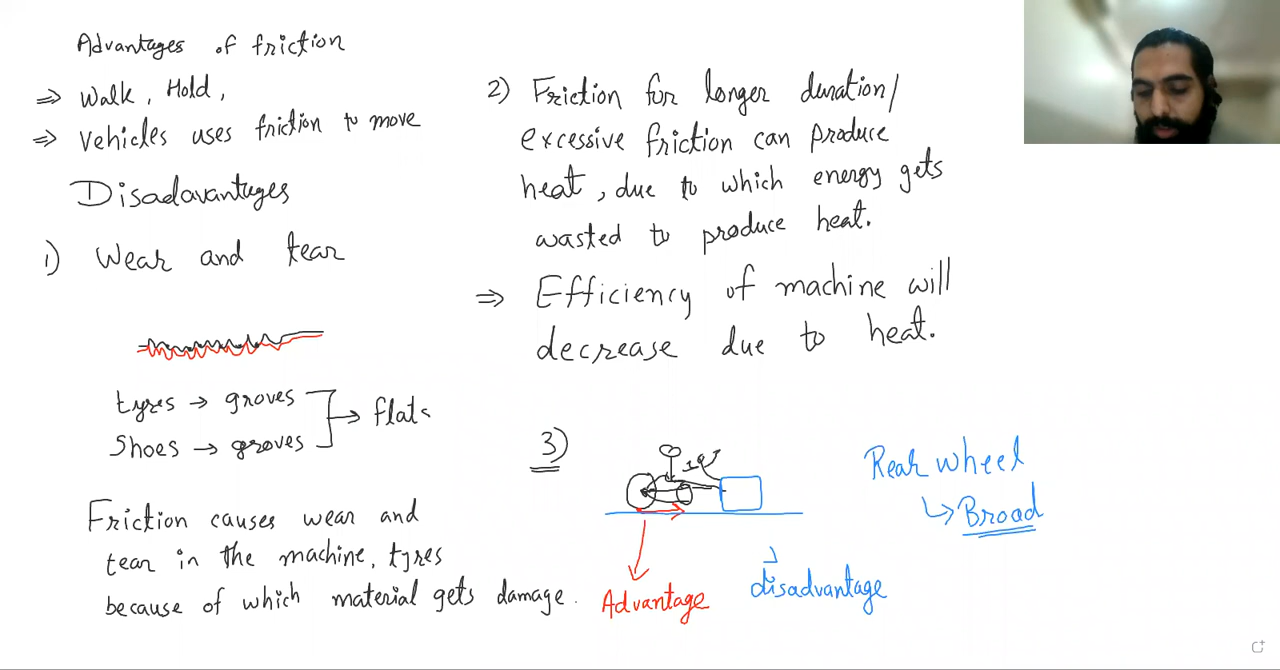 Advantages of friction
⇒ Walk, Hold,
⇒ Vehicles uses friction to move
Disadavantuges
1) Wear and tear
tyres → groves
Shoes → groves
→ flats
Friction causes wear and
tear in the machine, tyres
because of which material gets damage.
2) Friction for longer duration/
excessive friction can produce
heat, due to which energy gets
wasted to produce heat.
⇒ Efficiency of machine will
decrease due to heat.
3)
Advantage
disadvantage
Rear wheel
↳ Broad